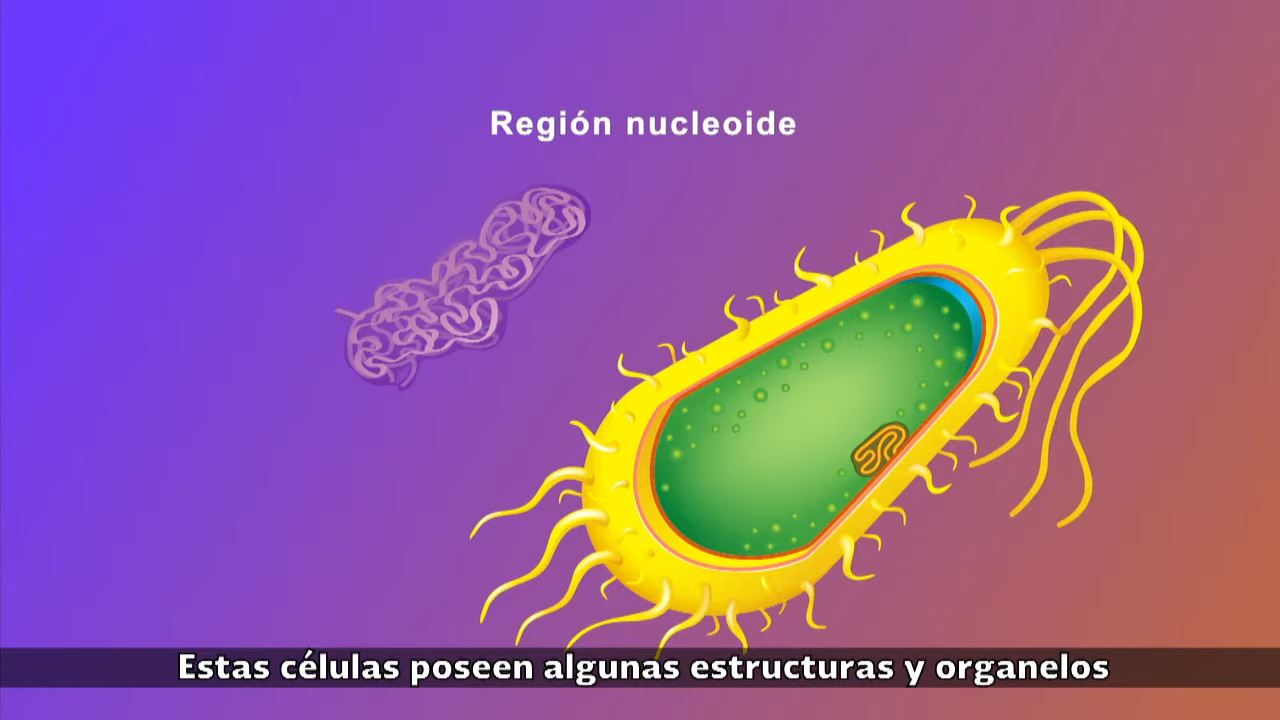 Región nucleoide
Estas células poseen algunas estructuras y organelos